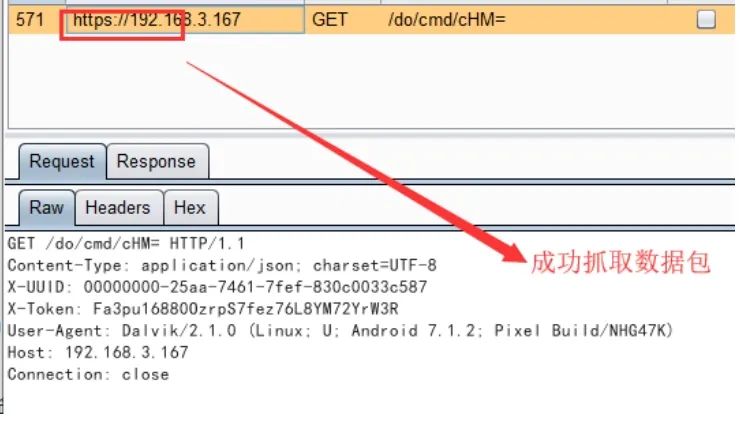 571 https://192.168.3.167 GET /do/cmd/cHM=
成功抓取数据包
Request Response
Raw Headers Hex
GET /do/cmd/cHM= HTTP/1.1
Content-Type: application/json; charset=UTF-8
X-UUID: 00000000-25aa-7461-7fef-830c0033c587
X-Token: Fa3pu168800zrpS7fez76L8YM72YrW3R
User-Agent: Dalvik/2.1.0 (Linux; U; Android 7.1.2; Pixel Build/NHG47K)
Host: 192.168.3.167
Connection: close